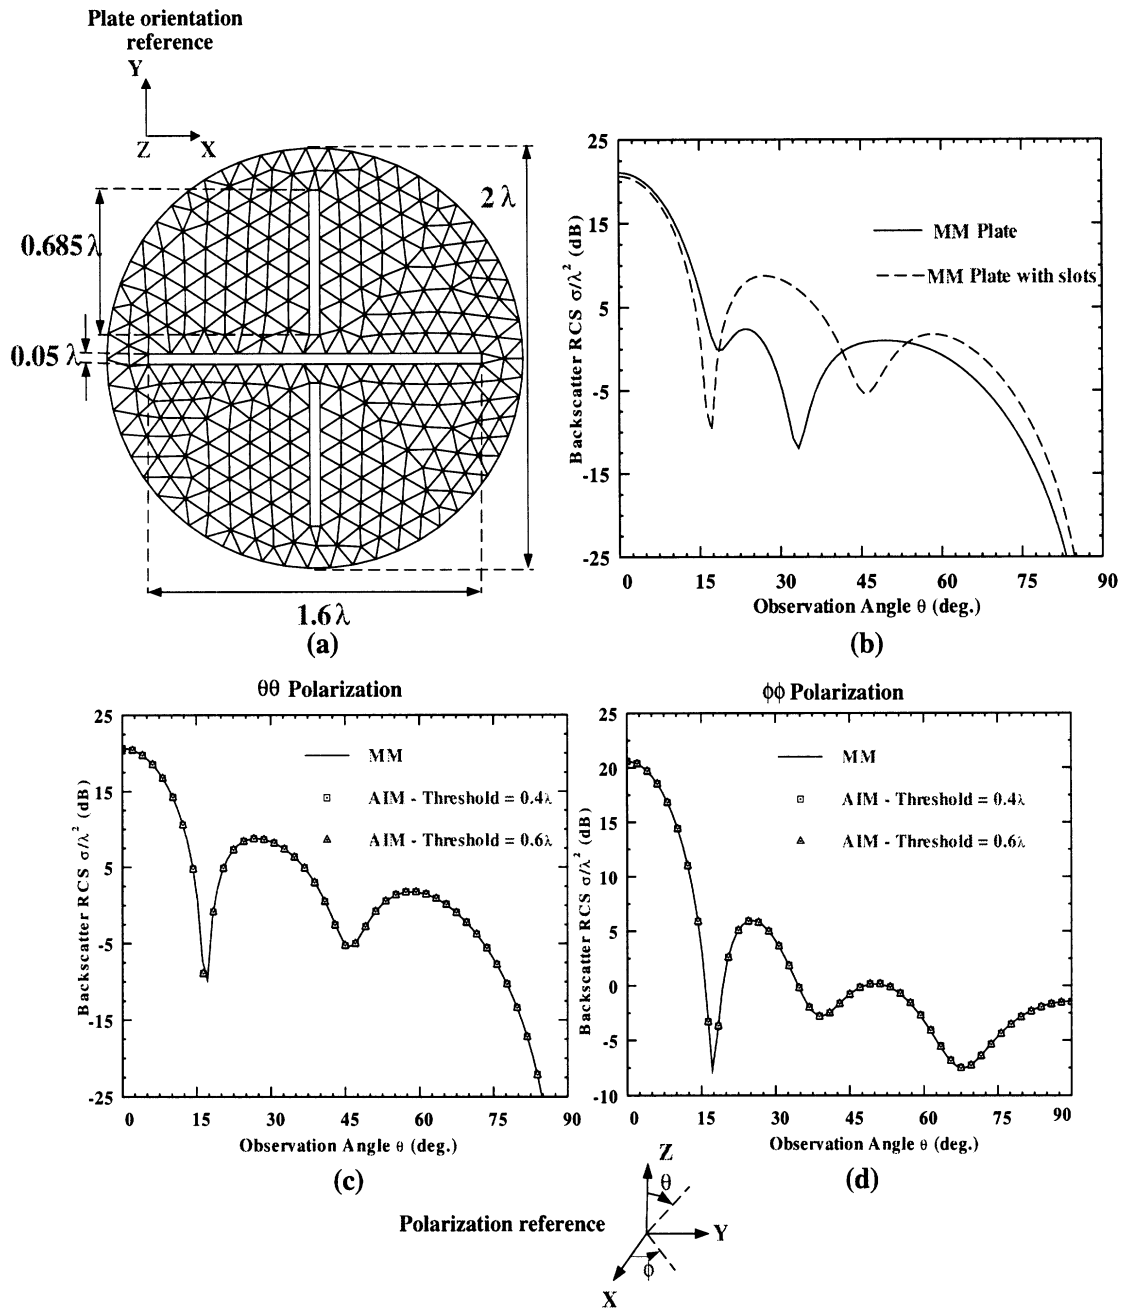 Plate orientation
reference
Y
Z
X
2 λ
0.685 λ
0.05 λ
1.6 λ
(a)
25
15
5
-5
-15
-25
Backscatter RCS σ/λ² (dB)
MM Plate
MM Plate with slots
0 15 30 45 60 75 90
Observation Angle θ (deg.)
(b)
θθ Polarization
25
15
5
-5
-15
-25
Backscatter RCS σ/λ² (dB)
MM
AIM - Threshold = 0.4λ
AIM - Threshold = 0.6λ
0 15 30 45 60 75 90
Observation Angle θ (deg.)
(c)
ϕϕ Polarization
25
20
15
10
5
0
-5
-10
Backscatter RCS σ/λ² (dB)
MM
AIM - Threshold = 0.4λ
AIM - Threshold = 0.6λ
0 15 30 45 60 75 90
Observation Angle θ (deg.)
(d)
Polarization reference
Z
θ
Y
ϕ
X